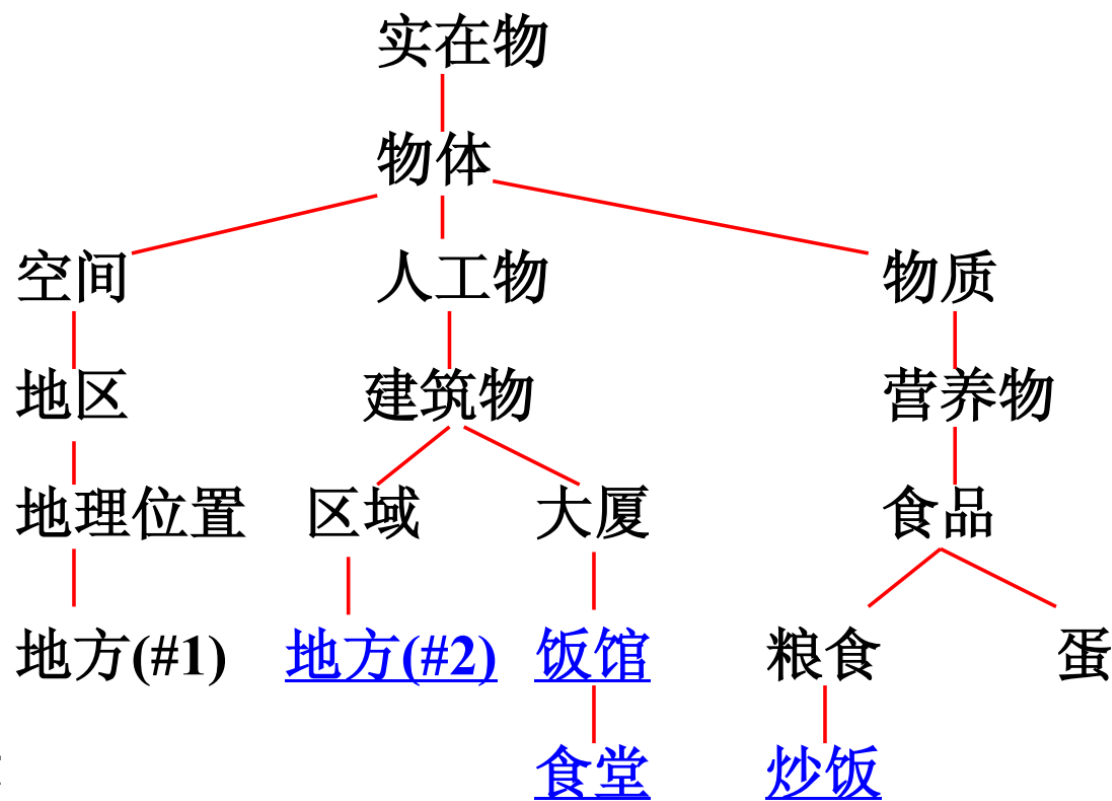 实在物
物体
空间 人工物 物质
地区 建筑物 营养物
地理位置 区域 大厦 食品
地方(#1) 地方(#2) 饭馆 粮食 蛋
食堂 炒饭